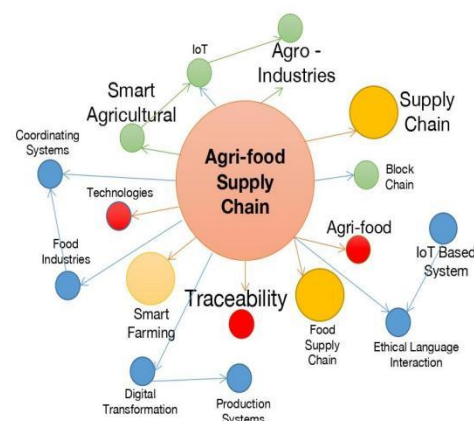 IoT
Agro -
Industries
Smart
Agricultural
Supply
Chain
Coordinating
Systems
Agri-food
Supply
Chain
Block
Chain
Technologies
Agri-food
IoT Based
System
Food
Industries
Traceability
Smart
Farming
Food
Supply
Chain
Ethical Language
Interaction
Digital
Transformation
Production
Systems